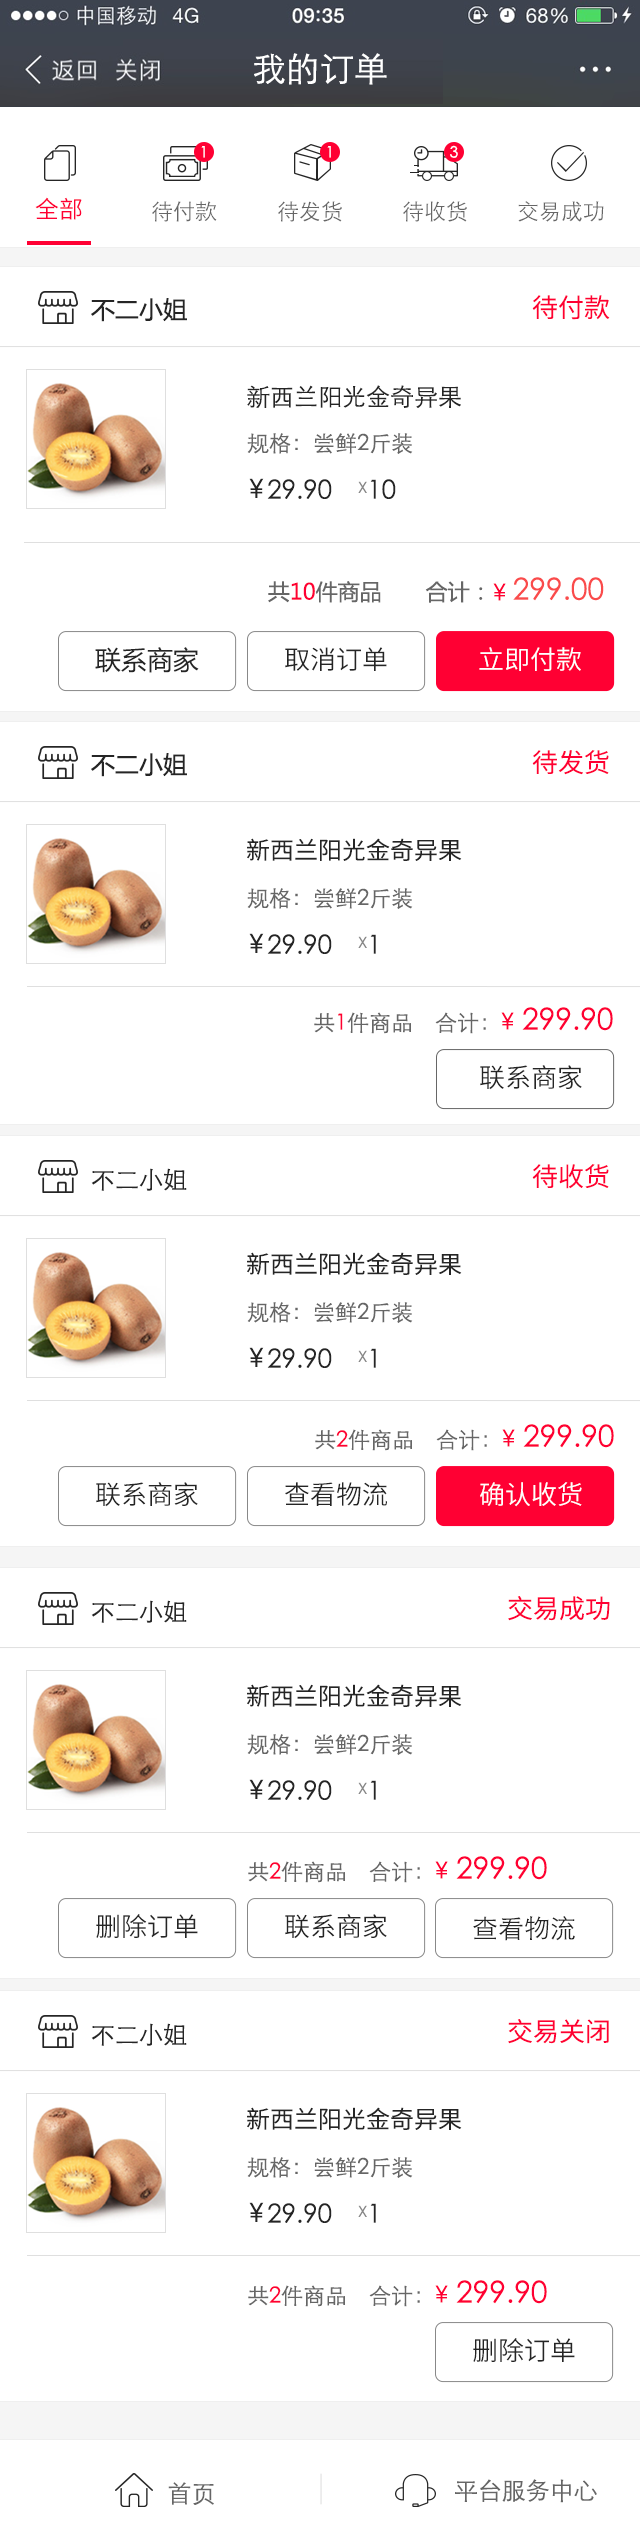 中国移动 4G 09:35 68%
返回 关闭 我的订单
1 1 3
全部 待付款 待发货 待收货 交易成功
不二小姐 待付款
新西兰阳光金奇异果
规格：尝鲜2斤装
¥29.90 x10
共10件商品 合计：¥ 299.00
联系商家 取消订单 立即付款
不二小姐 待发货
新西兰阳光金奇异果
规格：尝鲜2斤装
¥29.90 x1
共1件商品 合计：¥ 299.90
联系商家
不二小姐 待收货
新西兰阳光金奇异果
规格：尝鲜2斤装
¥29.90 x1
共2件商品 合计：¥ 299.90
联系商家 查看物流 确认收货
不二小姐 交易成功
新西兰阳光金奇异果
规格：尝鲜2斤装
¥29.90 x1
共2件商品 合计：¥ 299.90
删除订单 联系商家 查看物流
不二小姐 交易关闭
新西兰阳光金奇异果
规格：尝鲜2斤装
¥29.90 x1
共2件商品 合计：¥ 299.90
删除订单
首页 平台服务中心